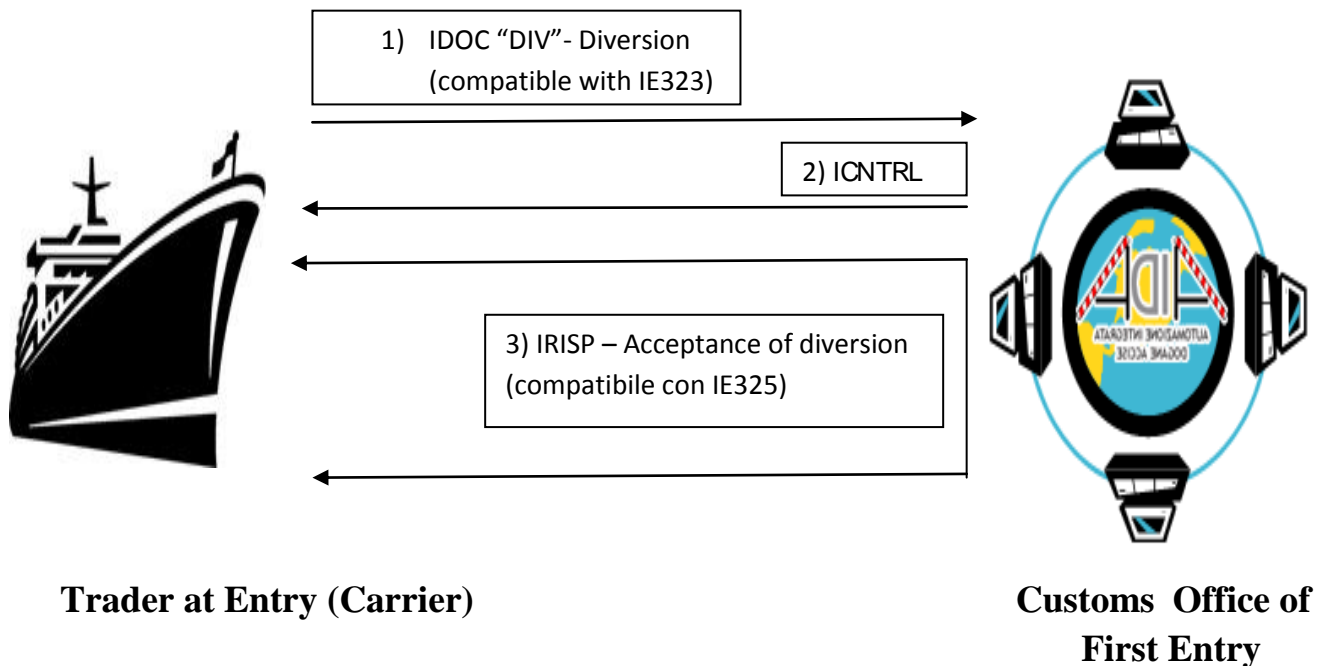 1) IDOC “DIV”- Diversion
(compatible with IE323)
2) ICNTRL
3) IRISP – Acceptance of diversion
(compatibile con IE325)
AIDA
AUTOMAZIONE INTEGRATA
DOGANE ACCISE
Trader at Entry (Carrier)
Customs Office of
First Entry